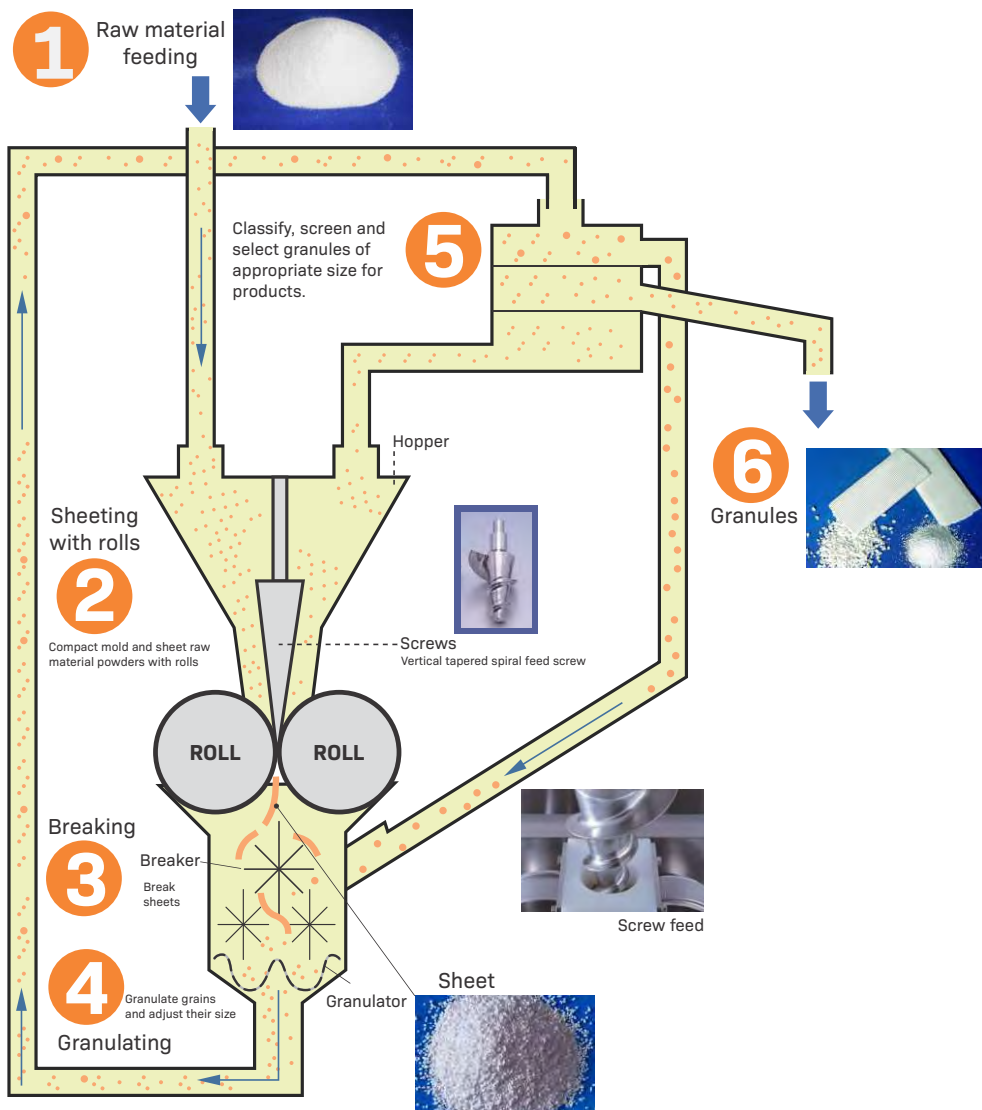 1
Raw material
feeding
Classify, screen and
select granules of
appropriate size for
products.
5
Hopper
6
Granules
Sheeting
with rolls
2
Compact mold and sheet raw
material powders with rolls
Screws
Vertical tapered spiral feed screw
ROLL
ROLL
Breaking
3
Breaker
Break
sheets
Screw feed
4
Granulate grains
and adjust their size
Granulating
Granulator
Sheet